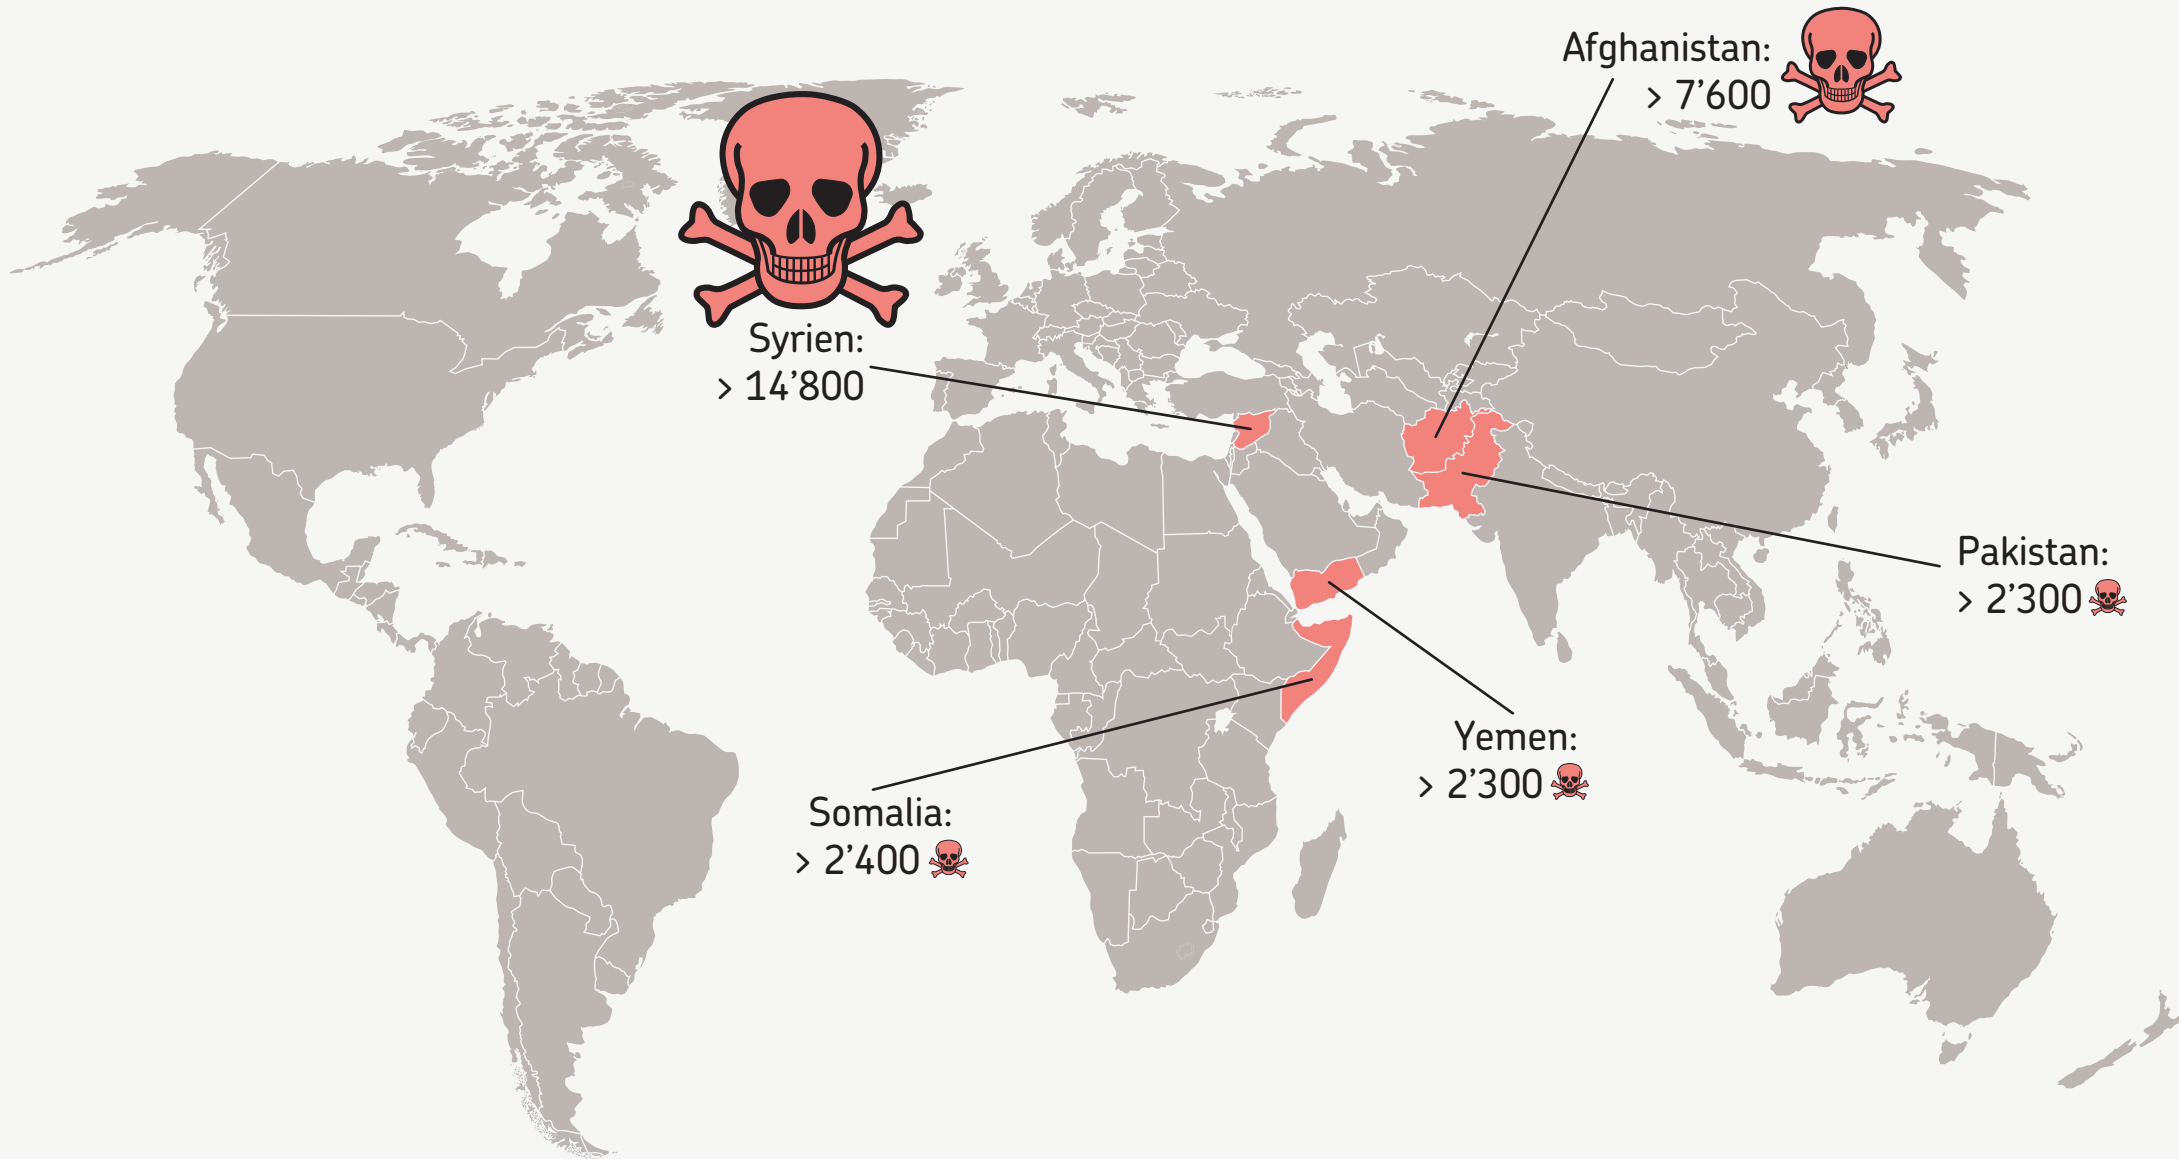 Afghanistan:
> 7’600
Syrien:
> 14’800
Pakistan:
> 2’300
Yemen:
> 2’300
Somalia:
> 2’400